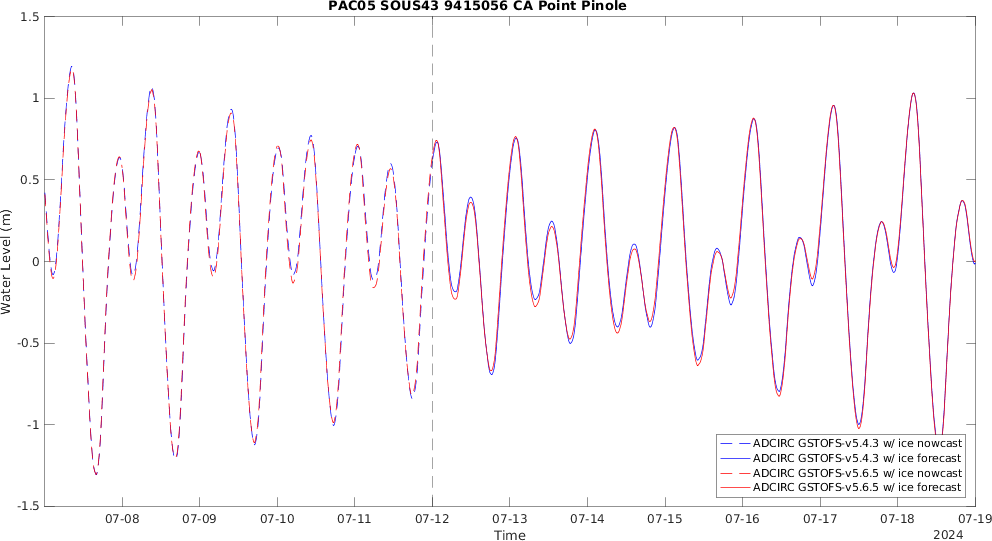 PAC05 SOUS43 9415056 CA Point Pinole
1.5
1
0.5
0
-0.5
-1
-1.5
Water Level (m)
07-08 07-09 07-10 07-11 07-12 07-13 07-14 07-15 07-16 07-17 07-18 07-19
Time
2024
ADCIRC GSTOFS-v5.4.3 w/ ice nowcast
ADCIRC GSTOFS-v5.4.3 w/ ice forecast
ADCIRC GSTOFS-v5.6.5 w/ ice nowcast
ADCIRC GSTOFS-v5.6.5 w/ ice forecast